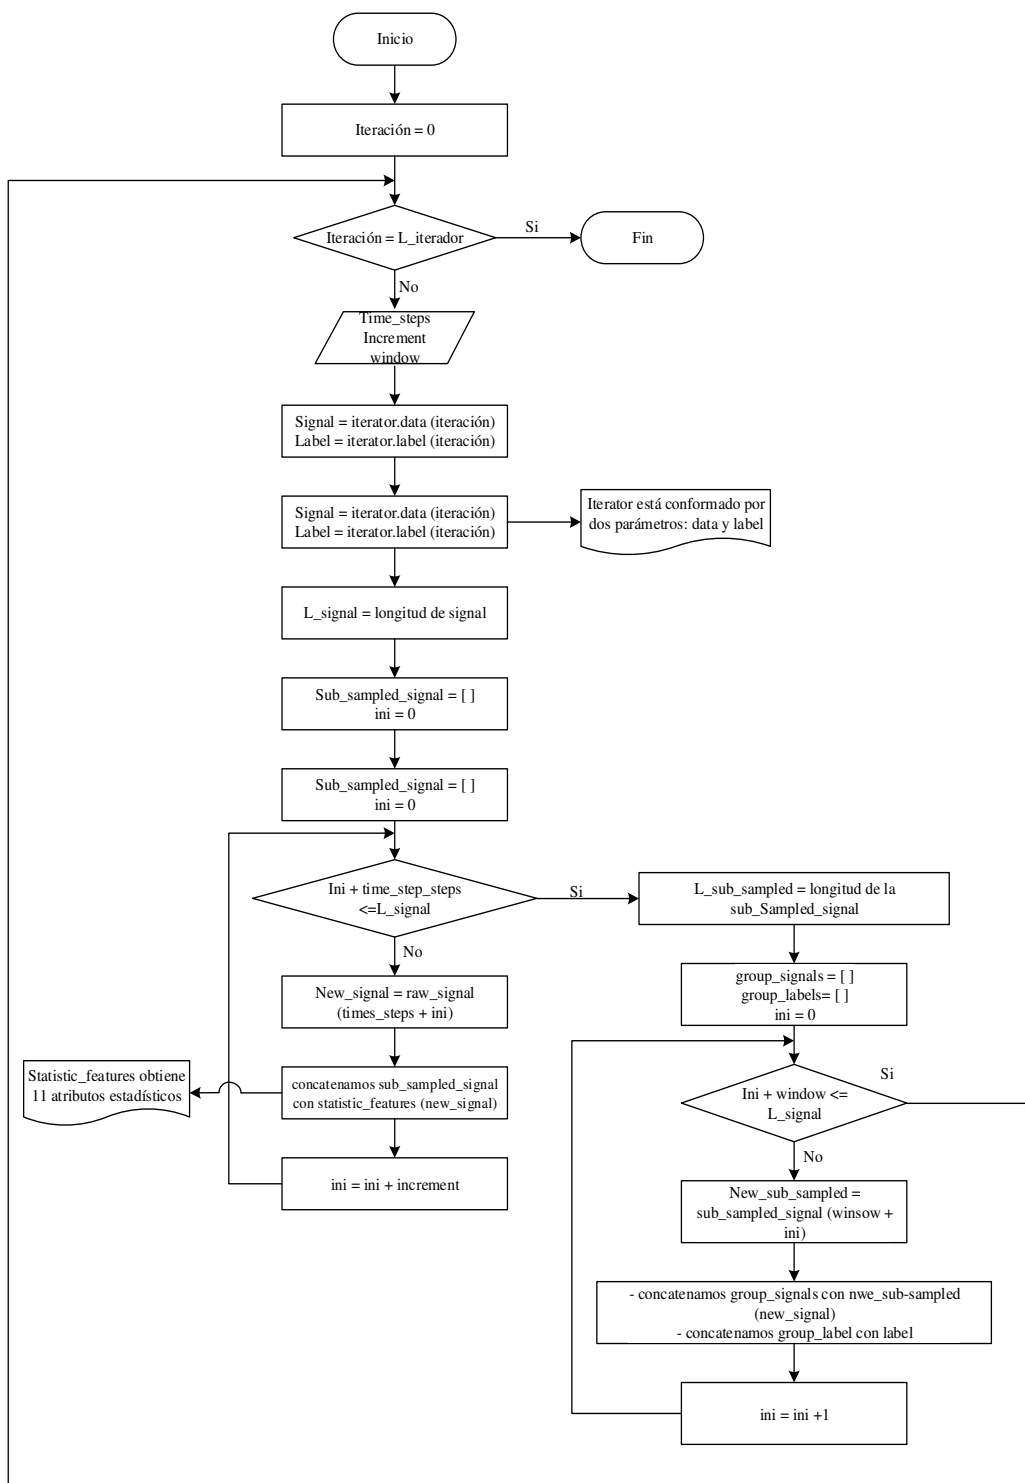 Inicio
Iteración = 0
Iteración = L_iterador
Si
Fin
No
Time_steps
Increment
window
Signal = iterator.data (iteración)
Label = iterator.label (iteración)
Signal = iterator.data (iteración)
Label = iterator.label (iteración)
Iterator está conformado por
dos parámetros: data y label
L_signal = longitud de signal
Sub_sampled_signal = [ ]
ini = 0
Sub_sampled_signal = [ ]
ini = 0
Ini + time_step_steps
<=L_signal
Si
No
New_signal = raw_signal
(times_steps + ini)
concatenamos sub_sampled_signal
con statistic_features (new_signal)
Statistic_features obtiene
11 atributos estadísticos
ini = ini + increment
L_sub_sampled = longitud de la
sub_Sampled_signal
group_signals = [ ]
group_labels= [ ]
ini = 0
Ini + window <=
L_signal
Si
No
New_sub_sampled =
sub_sampled_signal (winsow +
ini)
- concatenamos group_signals con nwe_sub-sampled
(new_signal)
- concatenamos group_label con label
ini = ini +1